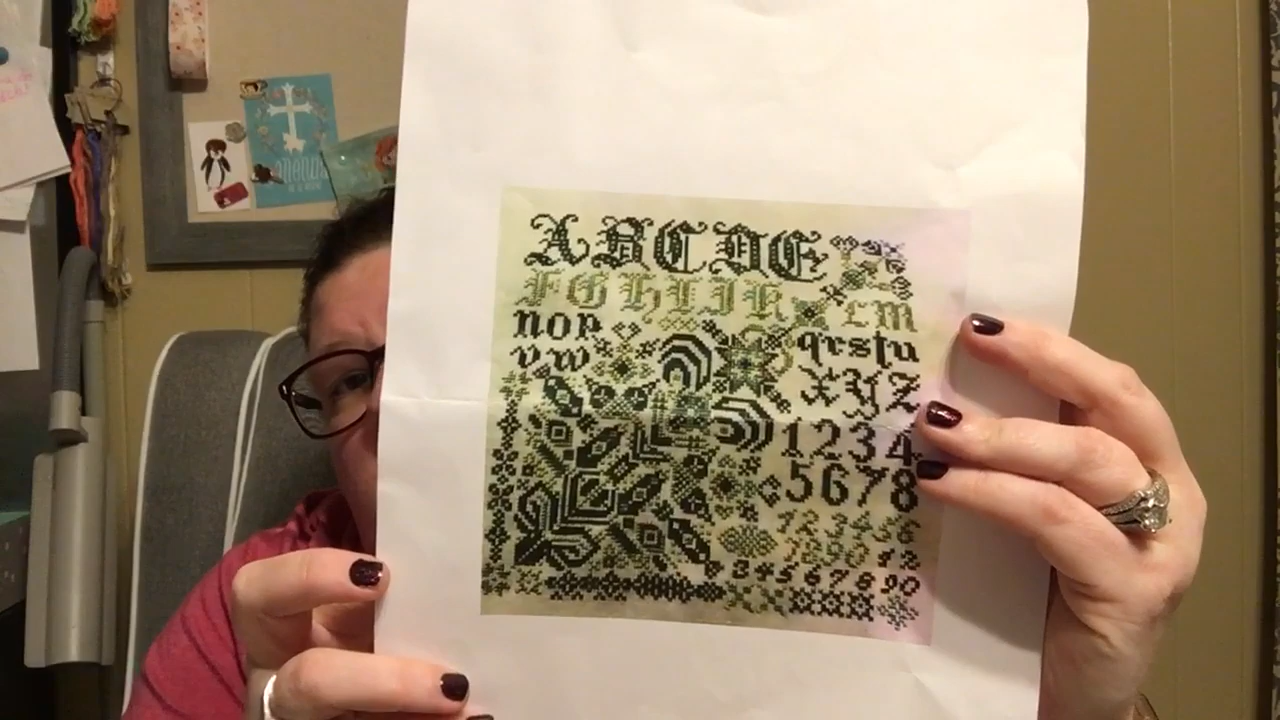 ABCDE
FGHIJK LM
nop qrstu
vw XYZ
1234
5678
123456
7890 12
34567890